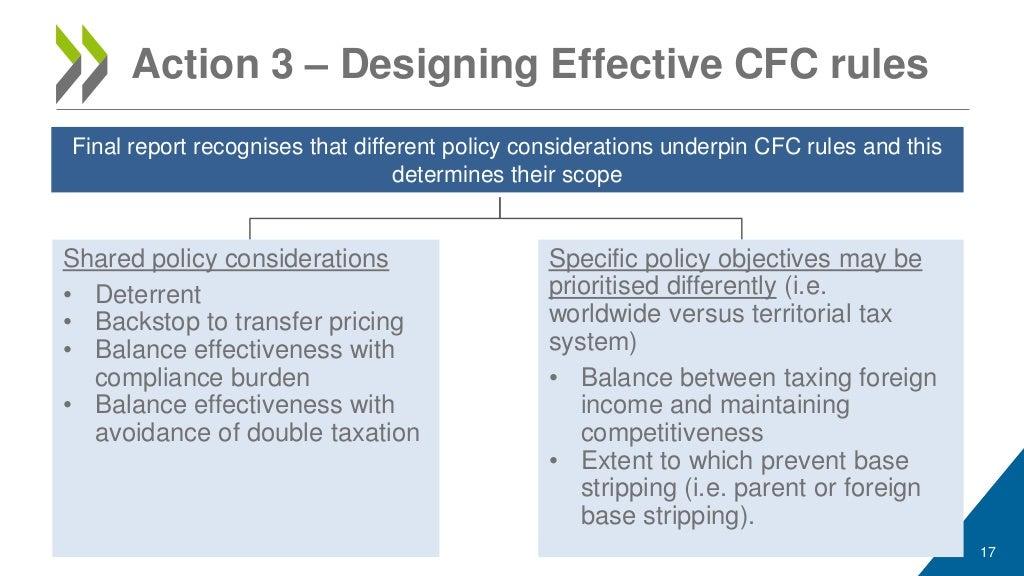 Action 3 – Designing Effective CFC rules
Final report recognises that different policy considerations underpin CFC rules and this
determines their scope
Shared policy considerations
• Deterrent
• Backstop to transfer pricing
• Balance effectiveness with
compliance burden
• Balance effectiveness with
avoidance of double taxation
Specific policy objectives may be
prioritised differently (i.e.
worldwide versus territorial tax
system)
• Balance between taxing foreign
income and maintaining
competitiveness
• Extent to which prevent base
stripping (i.e. parent or foreign
base stripping).
17